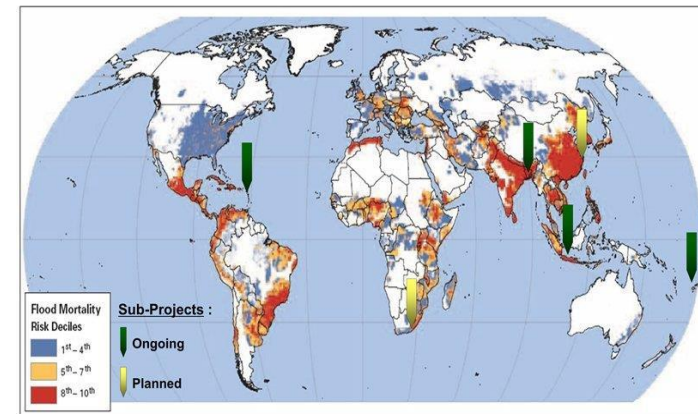 Flood Mortality
Risk Deciles
1st – 4th
5th – 7th
8th – 10th
Sub-Projects :
Ongoing
Planned